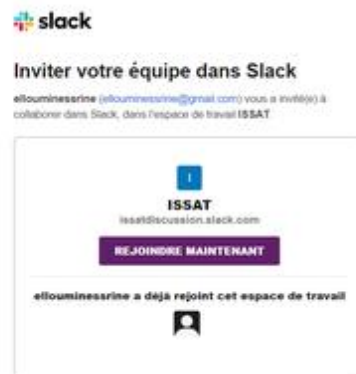 slack
Inviter votre équipe dans Slack
ellouminessrine (ellouminessrine@gmail.com) vous a invité(e) à
collaborer dans Slack, dans l'espace de travail ISSAT
I
ISSAT
issatdiscussion.slack.com
REJOINDRE MAINTENANT
ellouminessrine a déjà rejoint cet espace de travail